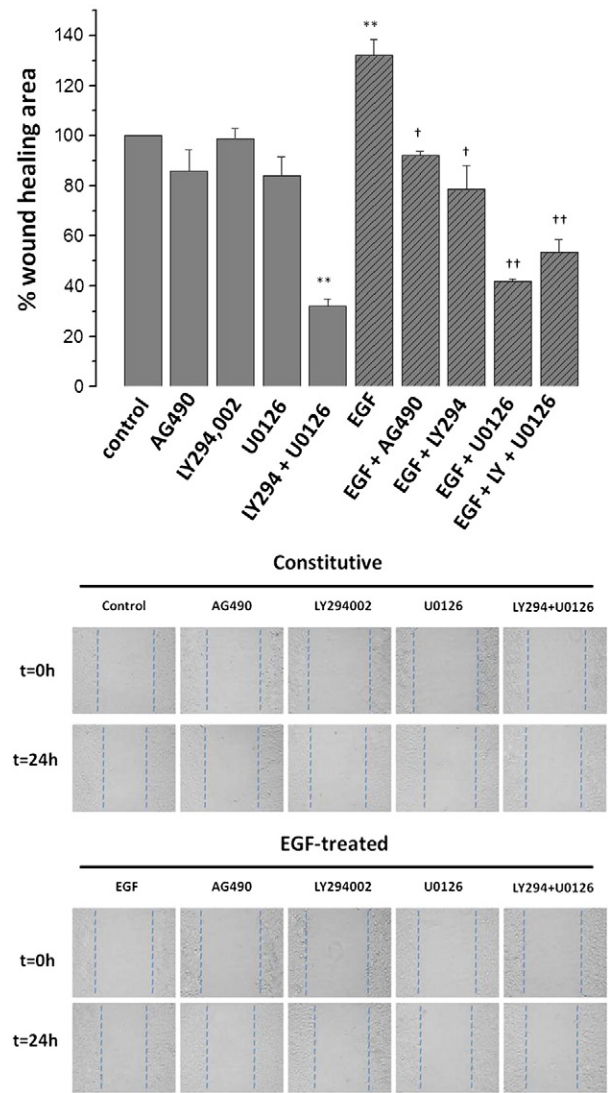 % wound healing area
140
120
100
80
60
40
20
0
**
**
†
†
††
††
control
AG490
LY294,002
U0126
LY294 + U0126
EGF
EGF + AG490
EGF + LY294
EGF + U0126
EGF + LY + U0126
Constitutive
Control AG490 LY294002 U0126 LY294+U0126
t=0h
t=24h
EGF-treated
EGF AG490 LY294002 U0126 LY294+U0126
t=0h
t=24h